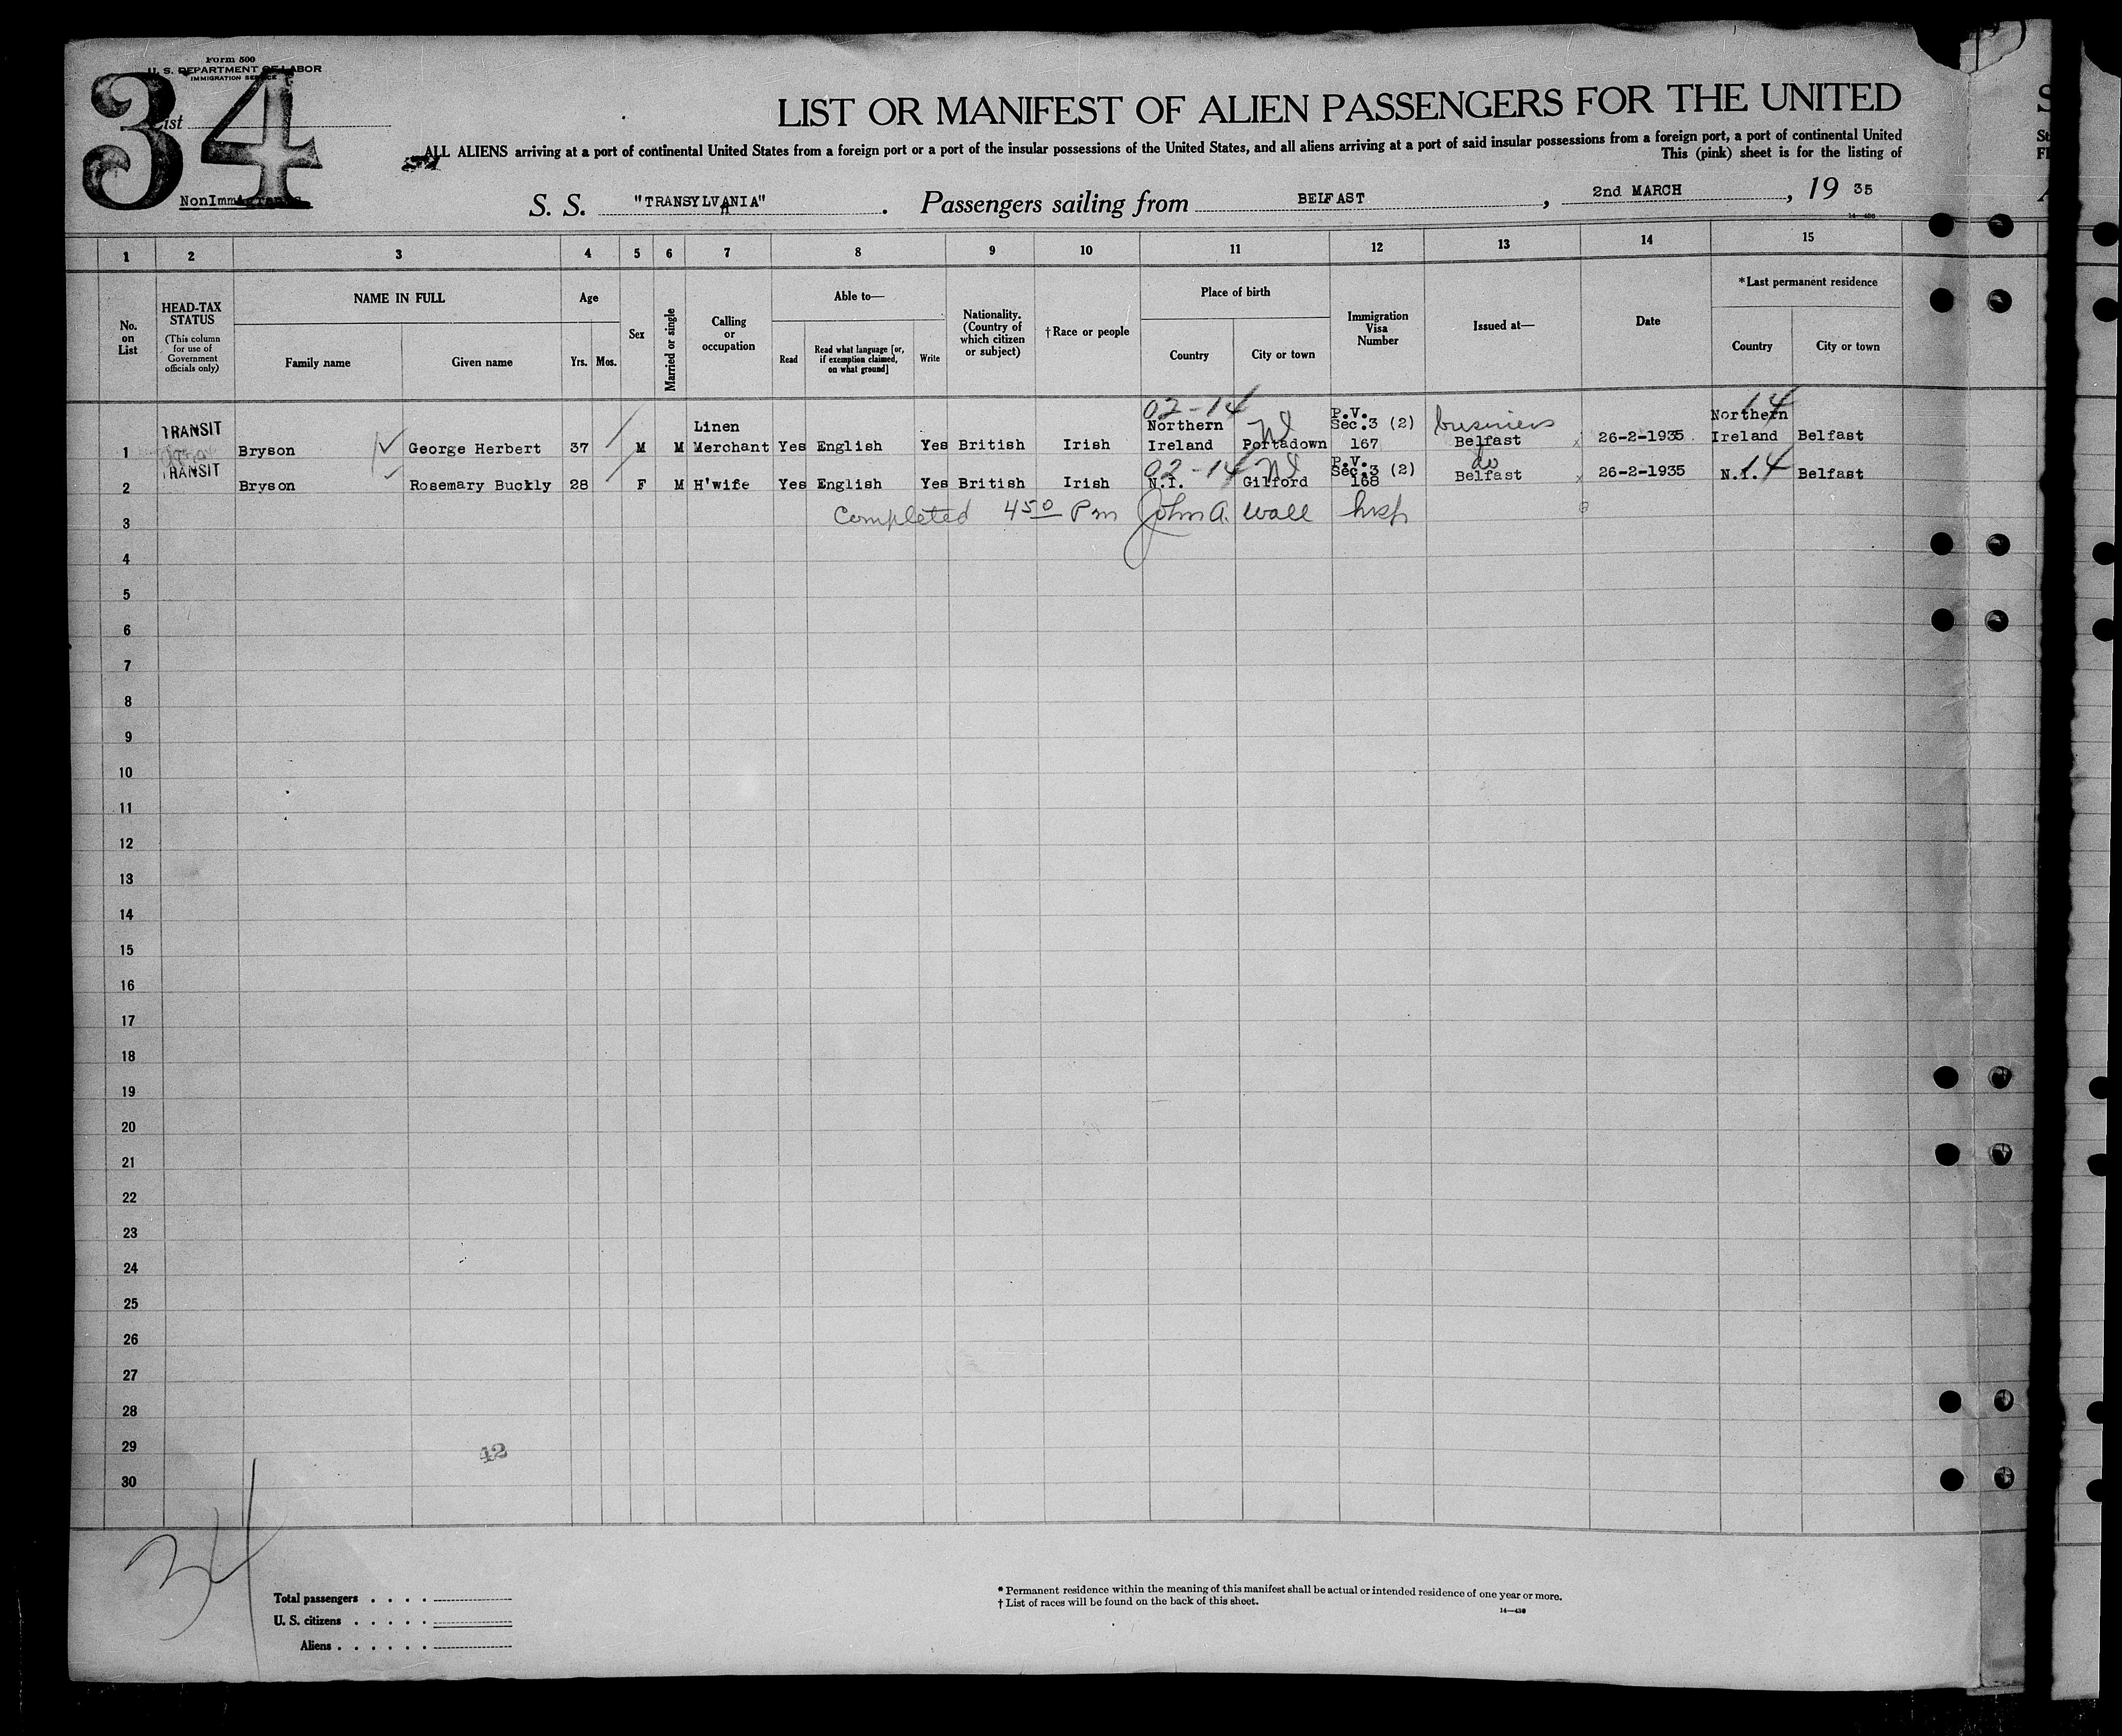 Form 500
U. S. DEPARTMENT OF LABOR
IMMIGRATION SERVICE
34
List
LIST OR MANIFEST OF ALIEN PASSENGERS FOR THE UNITED
ALL ALIENS arriving at a port of continental United States from a foreign port or a port of the insular possessions of the United States, and all aliens arriving at a port of said insular possessions from a foreign port, a port of continental United
This (pink) sheet is for the listing of
NonImmigrants
S. S. "TRANSYLVANIA". Passengers sailing from BELFAST, 2nd MARCH, 1935
1 2 3 4 5 6 7 8 9 10 11 12 13 14 15
No. on List
HEAD-TAX STATUS
(This column for use of Government officials only)
NAME IN FULL
Family name Given name
Age
Yrs. Mos.
Sex
Married or single
Calling or occupation
Able to—
Read
Read what language [or, if exemption claimed, on what ground]
Write
Nationality. (Country of which citizen or subject)
†Race or people
Place of birth
Country City or town
Immigration Visa Number
Issued at—
Date
*Last permanent residence
Country City or town
1 TRANSIT Bryson George Herbert 37 M M Linen Merchant Yes English Yes British Irish 02-14 Northern Ireland Portadown P.V. Sec.3 (2) 167 business Belfast 26-2-1935 Northern Ireland 14 Belfast
2 TRANSIT Bryson Rosemary Buckly 28 F M H'wife Yes English Yes British Irish 02-14 N.I. Gilford P.V. Sec.3 (2) 168 do Belfast 26-2-1935 N.I. 14 Belfast
3 Completed 450 Pm John A. Wall Insp
4
5
6
7
8
9
10
11
12
13
14
15
16
17
18
19
20
21
22
23
24
25
26
27
28
29
42
30
34
Total passengers
U. S. citizens
Aliens
* Permanent residence within the meaning of this manifest shall be actual or intended residence of one year or more.
† List of races will be found on the back of this sheet.
14—430